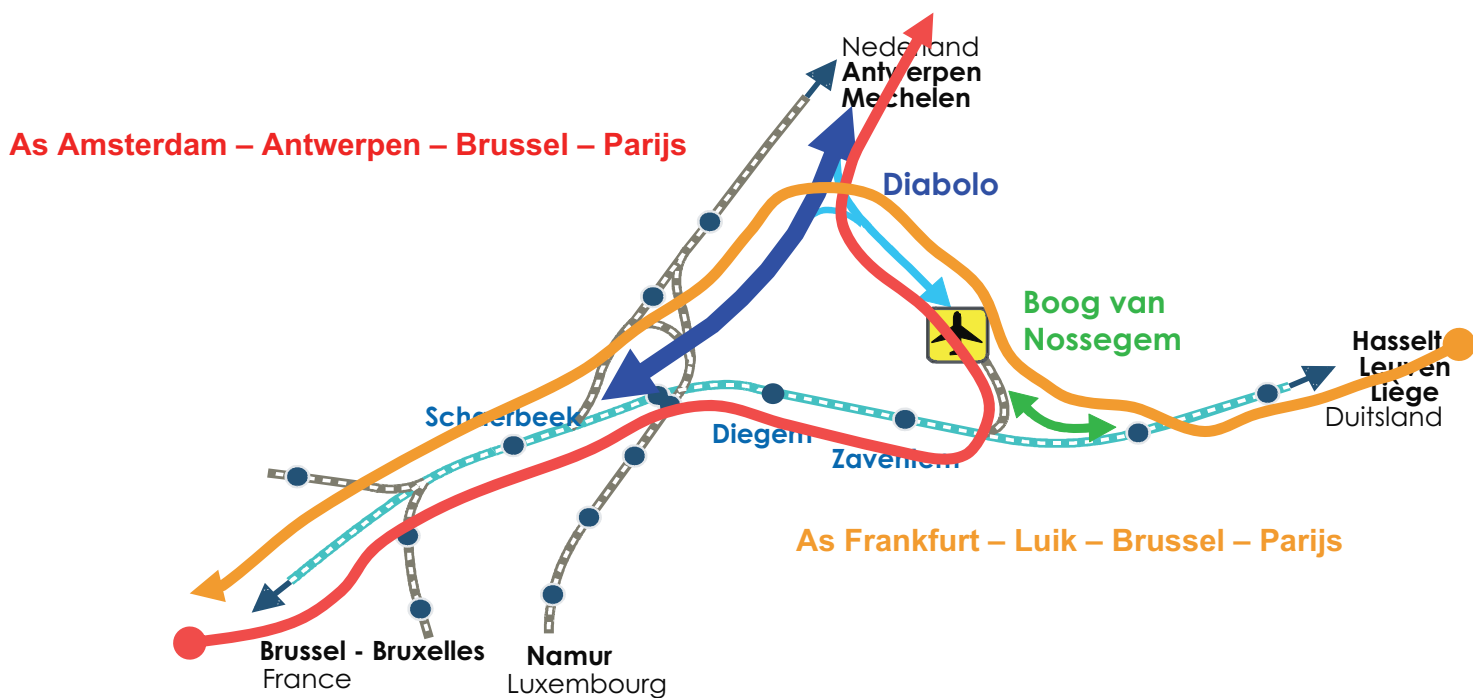 Nederland
Antwerpen
Mechelen
As Amsterdam – Antwerpen – Brussel – Parijs
Diabolo
Boog van
Nossegem
Hasselt
Leuven
Liège
Duitsland
Schaerbeek
Diegem
Zaventem
As Frankfurt – Luik – Brussel – Parijs
Brussel - Bruxelles
France
Namur
Luxembourg